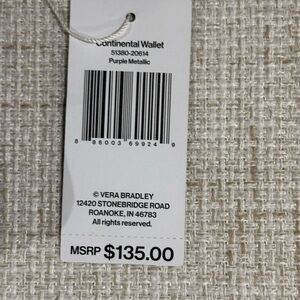 Continental Wallet
51380-20614
Purple Metallic
8 86003 69924 9
© VERA BRADLEY
12420 STONEBRIDGE ROAD
ROANOKE, IN 46783
All rights reserved.
MSRP $135.00